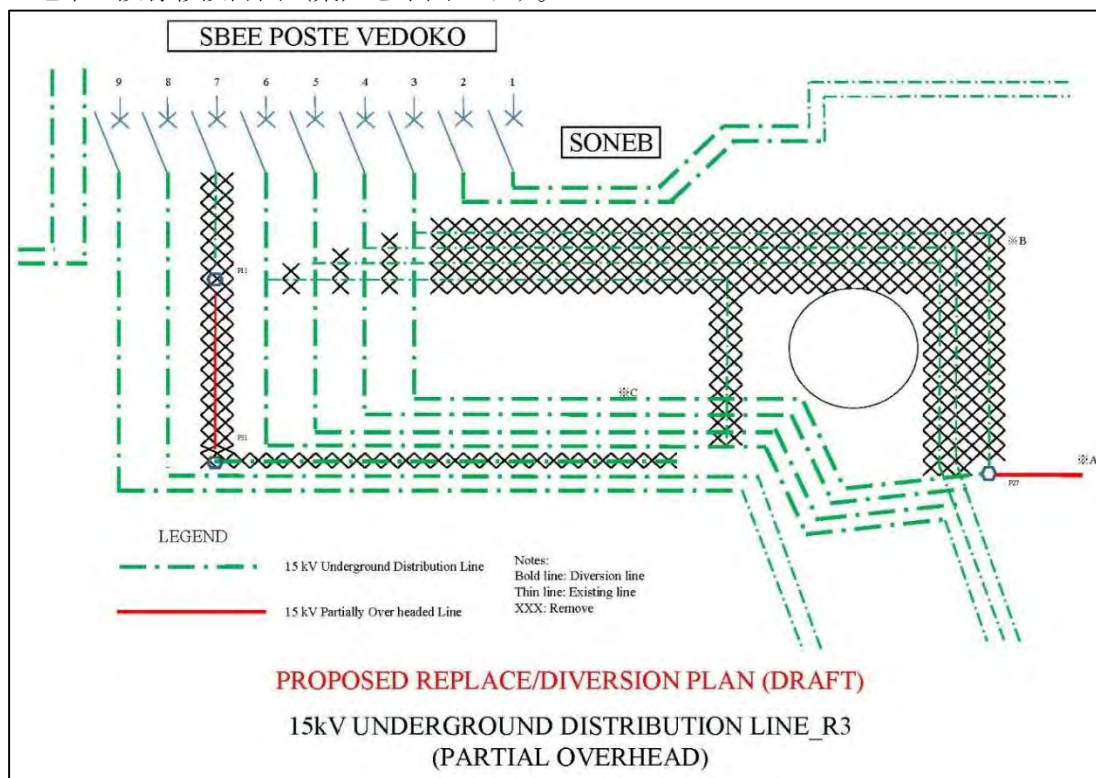 SBEE POSTE VEDOKO
9 8 7 6 5 4 3 2 1
SONEB
※B
P11
※C
P31
※A
P27
LEGEND
15 kV Underground Distribution Line
15 kV Partially Over headed Line
Notes:
Bold line: Diversion line
Thin line: Existing line
XXX: Remove
PROPOSED REPLACE/DIVERSION PLAN (DRAFT)
15kV UNDERGROUND DISTRIBUTION LINE_R3
(PARTIAL OVERHEAD)